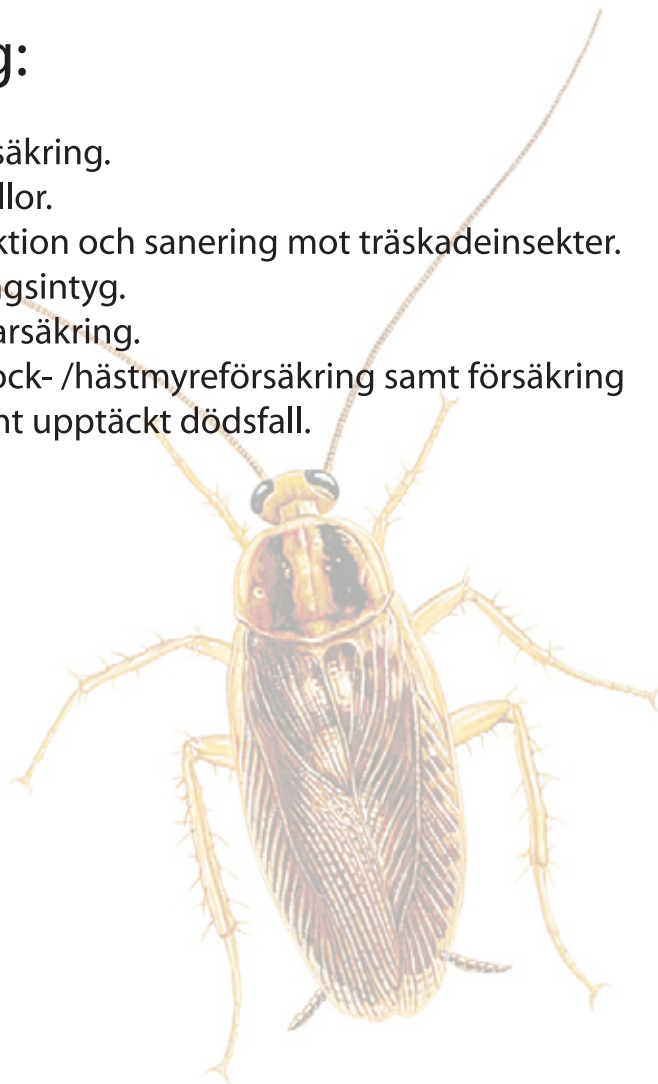 g:
säkring.
llor.
ktion och sanering mot träskadeinsekter.
gsintyg.
arsäkring.
ock- /hästmyreförsäkring samt försäkring
nt upptäckt dödsfall.